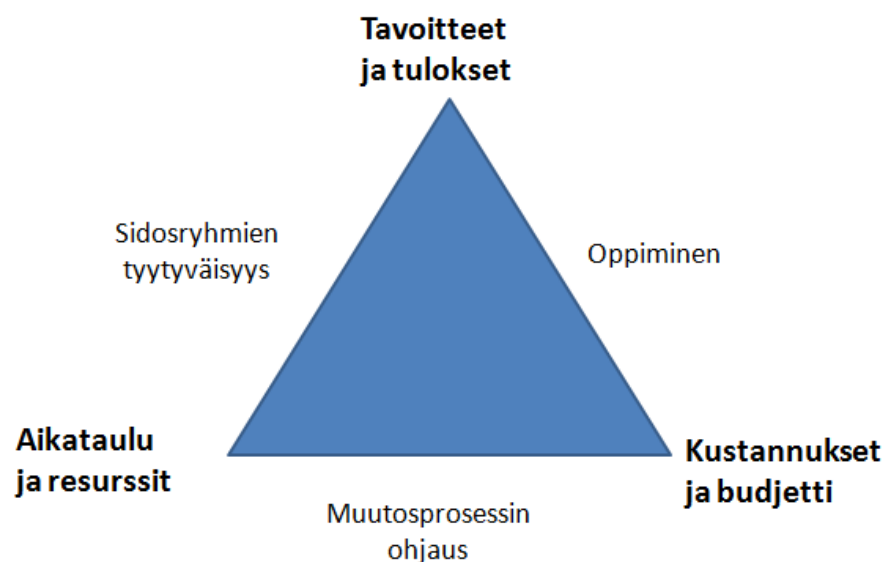 Tavoitteet
ja tulokset
Sidosryhmien
tyytyväisyys
Oppiminen
Aikataulu
ja resurssit
Kustannukset
ja budjetti
Muutosprosessin
ohjaus